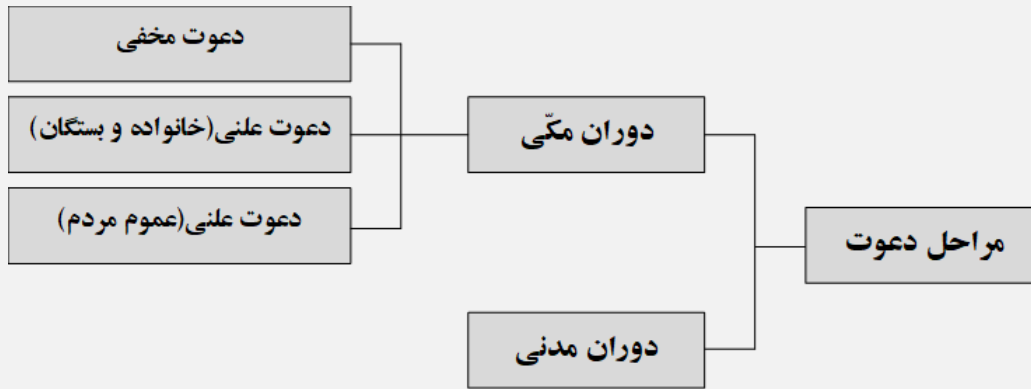 مراحل دعوت
دوران مکّی
دعوت مخفی
دعوت علنی(خانواده و بستگان)
دعوت علنی(عموم مردم)
دوران مدنی